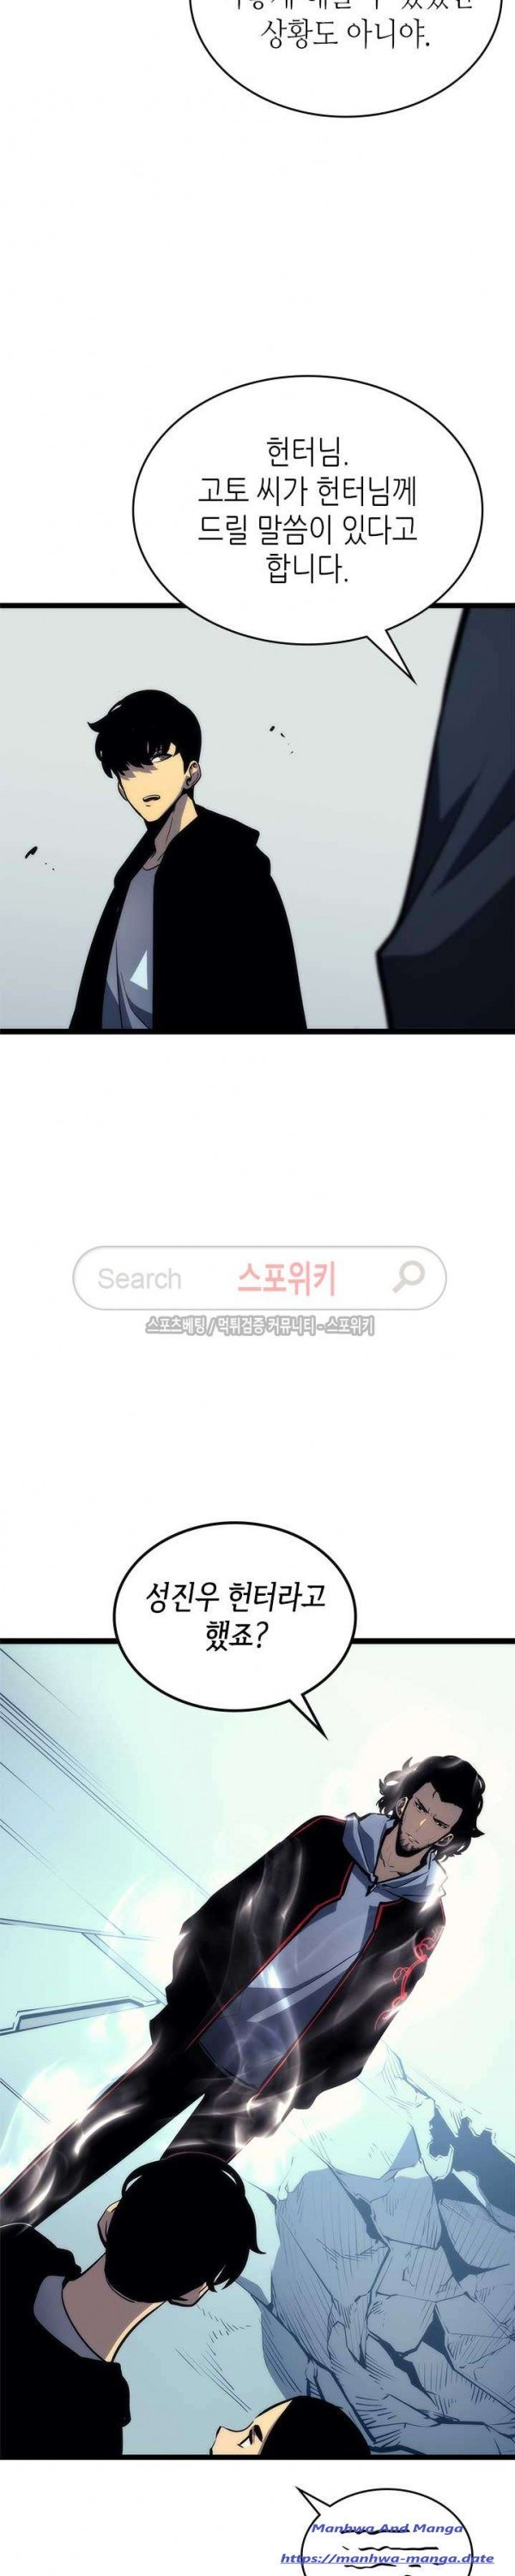 상황도 아니야.
헌터님.
고토 씨가 헌터님께
드릴 말씀이 있다고
합니다.
Search 스포위키
스포츠베팅 / 먹튀검증 커뮤니티 - 스포위키
성진우 헌터라고
했죠?
Manhwa And Manga
https://manhwa-manga.date